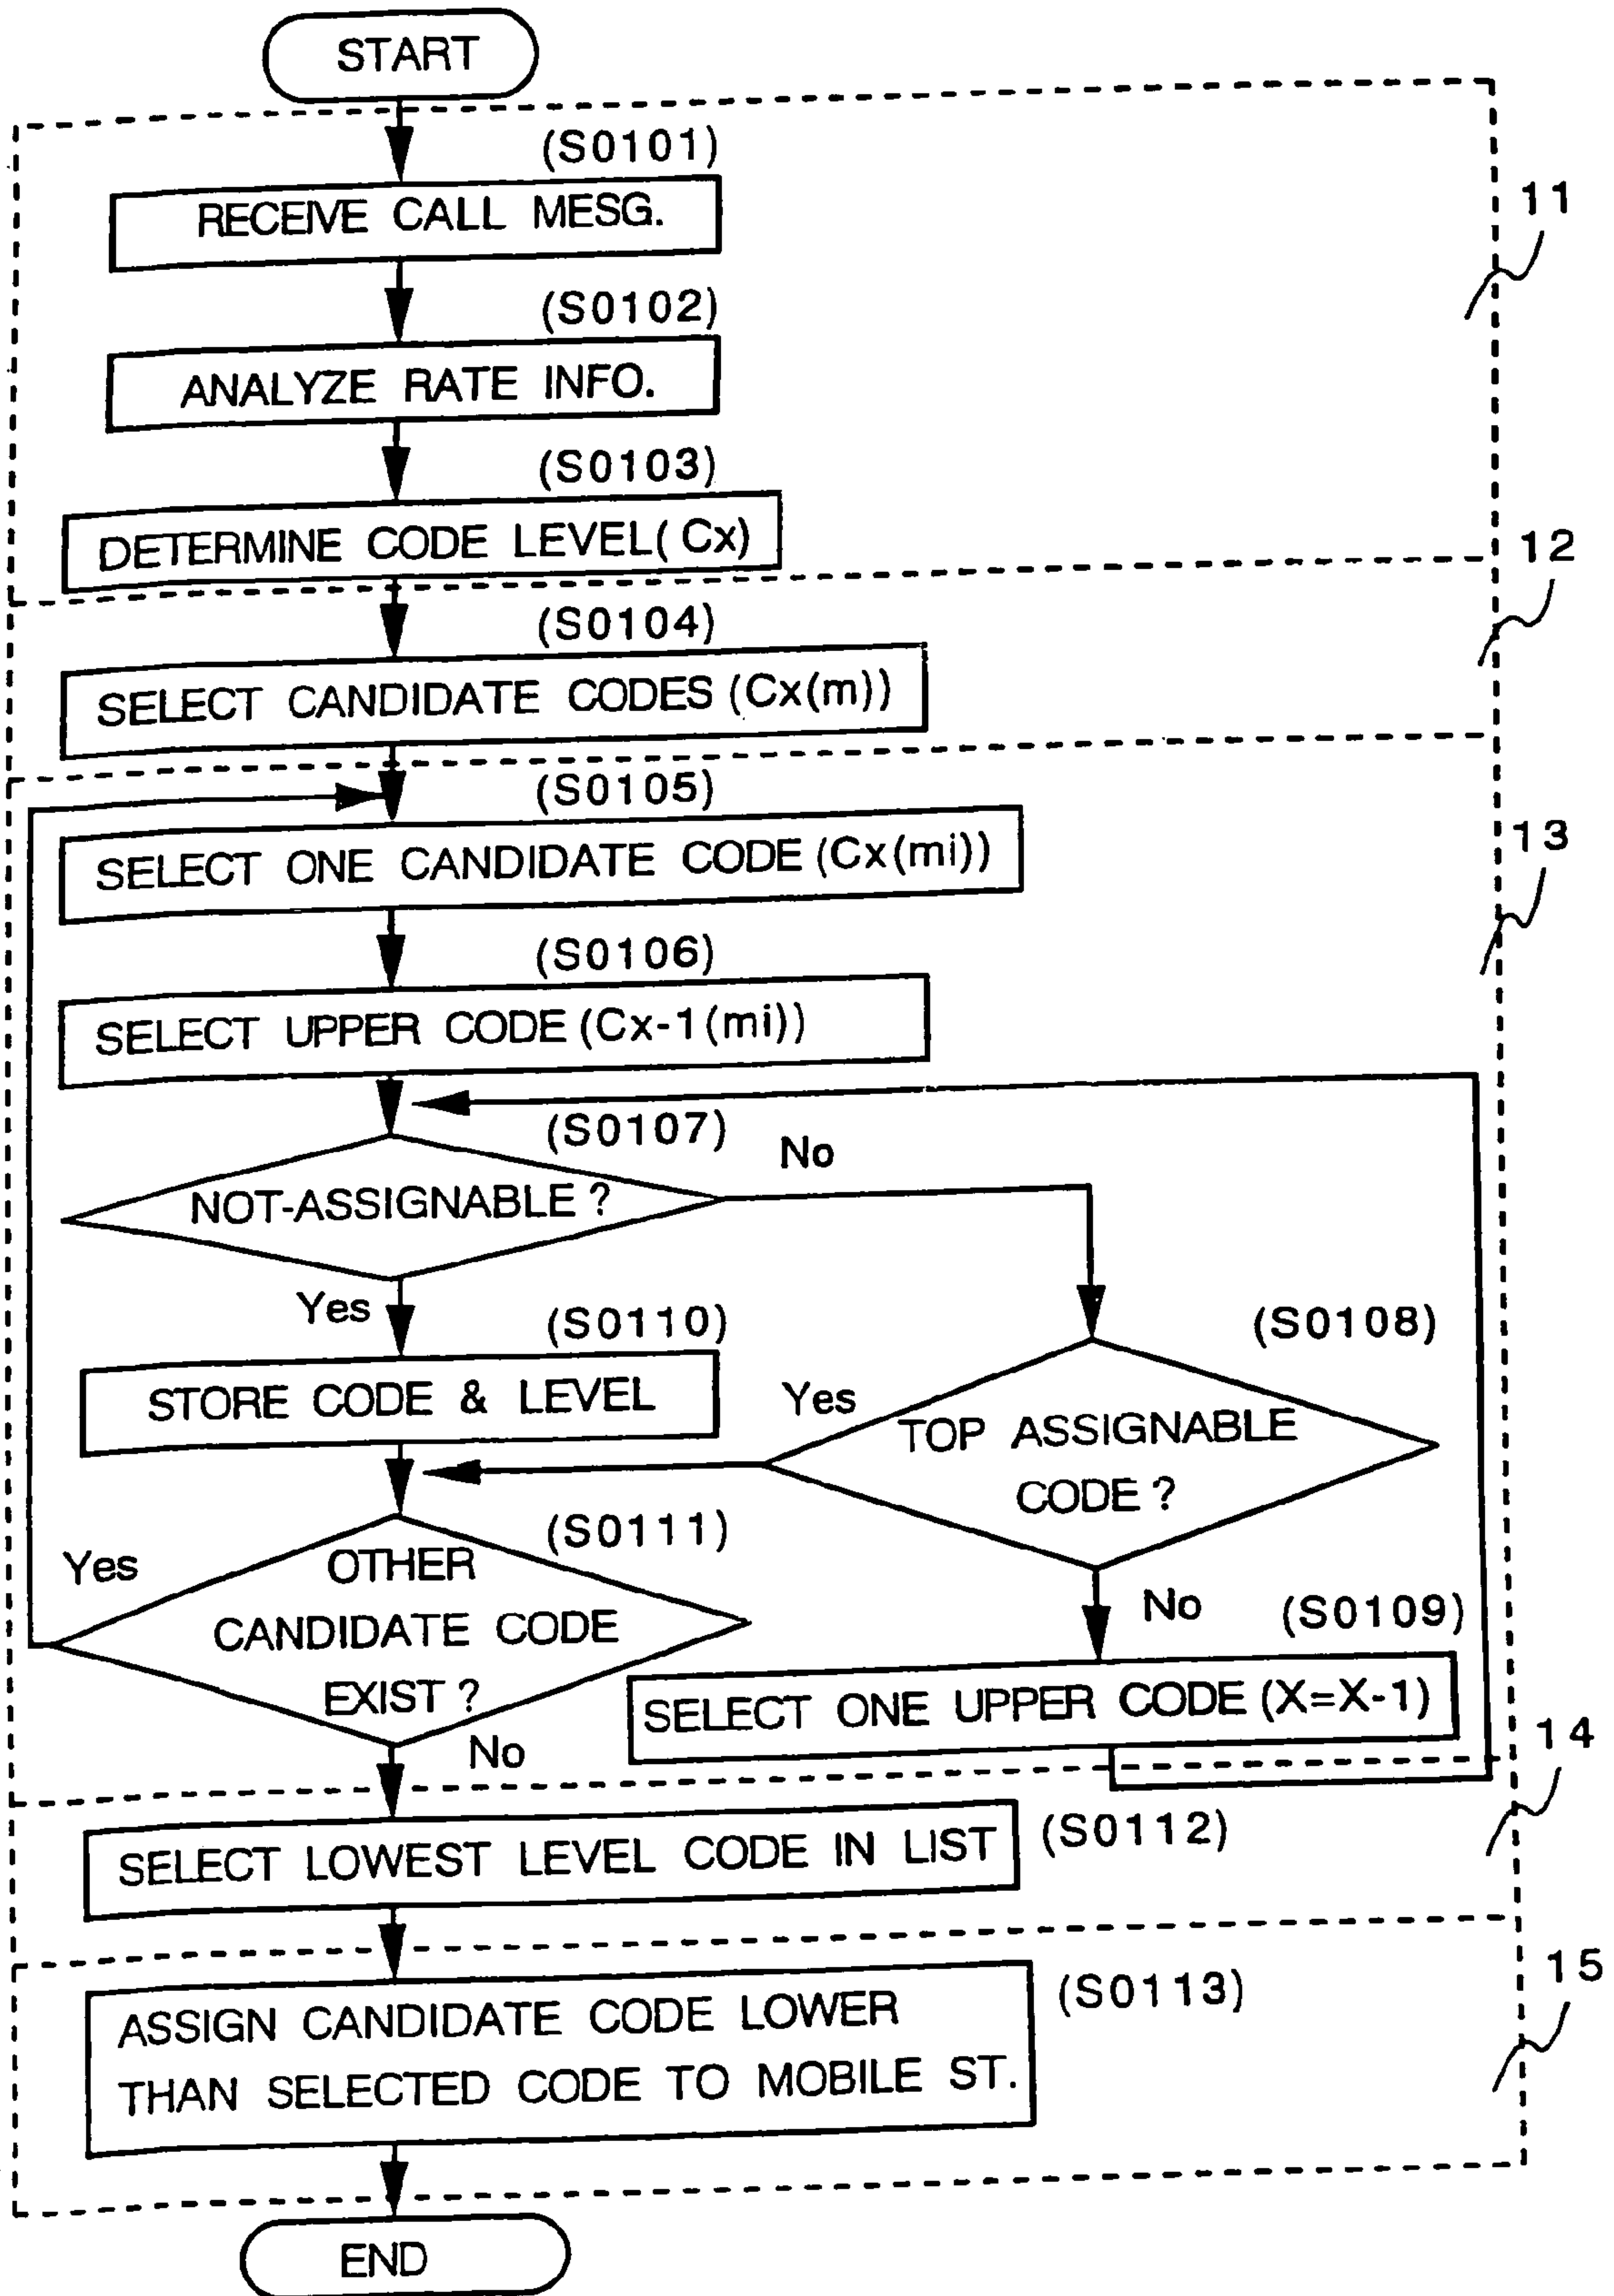 START
(S0101)
11
RECEIVE CALL MESG.
(S0102)
ANALYZE RATE INFO.
(S0103)
DETERMINE CODE LEVEL( Cx)
12
(S0104)
SELECT CANDIDATE CODES (Cx(m))
(S0105)
13
SELECT ONE CANDIDATE CODE (Cx(mi))
(S0106)
SELECT UPPER CODE (Cx-1(mi))
(S0107)
No
NOT-ASSIGNABLE ?
Yes
(S0110)
(S0108)
STORE CODE & LEVEL
Yes
TOP ASSIGNABLE
CODE ?
(S0111)
Yes
OTHER
CANDIDATE CODE
EXIST ?
No
(S0109)
SELECT ONE UPPER CODE (X=X-1)
No
14
SELECT LOWEST LEVEL CODE IN LIST
(S0112)
15
(S0113)
ASSIGN CANDIDATE CODE LOWER
THAN SELECTED CODE TO MOBILE ST.
END